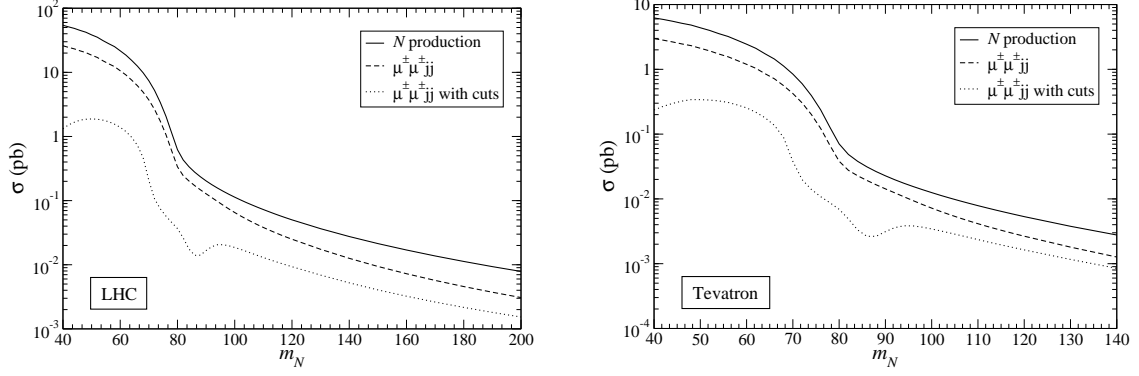 10²
10
1
10⁻¹
10⁻²
10⁻³
σ (pb)
N production
μ±μ±jj
μ±μ±jj with cuts
LHC
40 60 80 100 120 140 160 180 200
m_N
10
1
10⁻¹
10⁻²
10⁻³
10⁻⁴
σ (pb)
N production
μ±μ±jj
μ±μ±jj with cuts
Tevatron
40 50 60 70 80 90 100 110 120 130 140
m_N